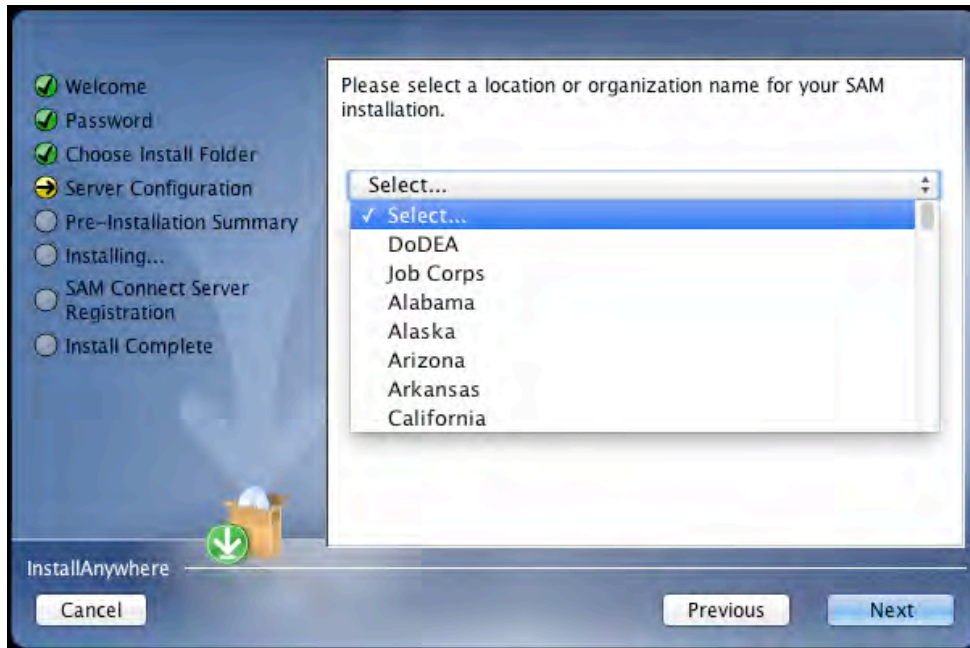 Welcome
Password
Choose Install Folder
Server Configuration
Pre-Installation Summary
Installing...
SAM Connect Server
Registration
Install Complete
Please select a location or organization name for your SAM
installation.
Select...
✓ Select...
DoDEA
Job Corps
Alabama
Alaska
Arizona
Arkansas
California
InstallAnywhere
Cancel
Previous
Next